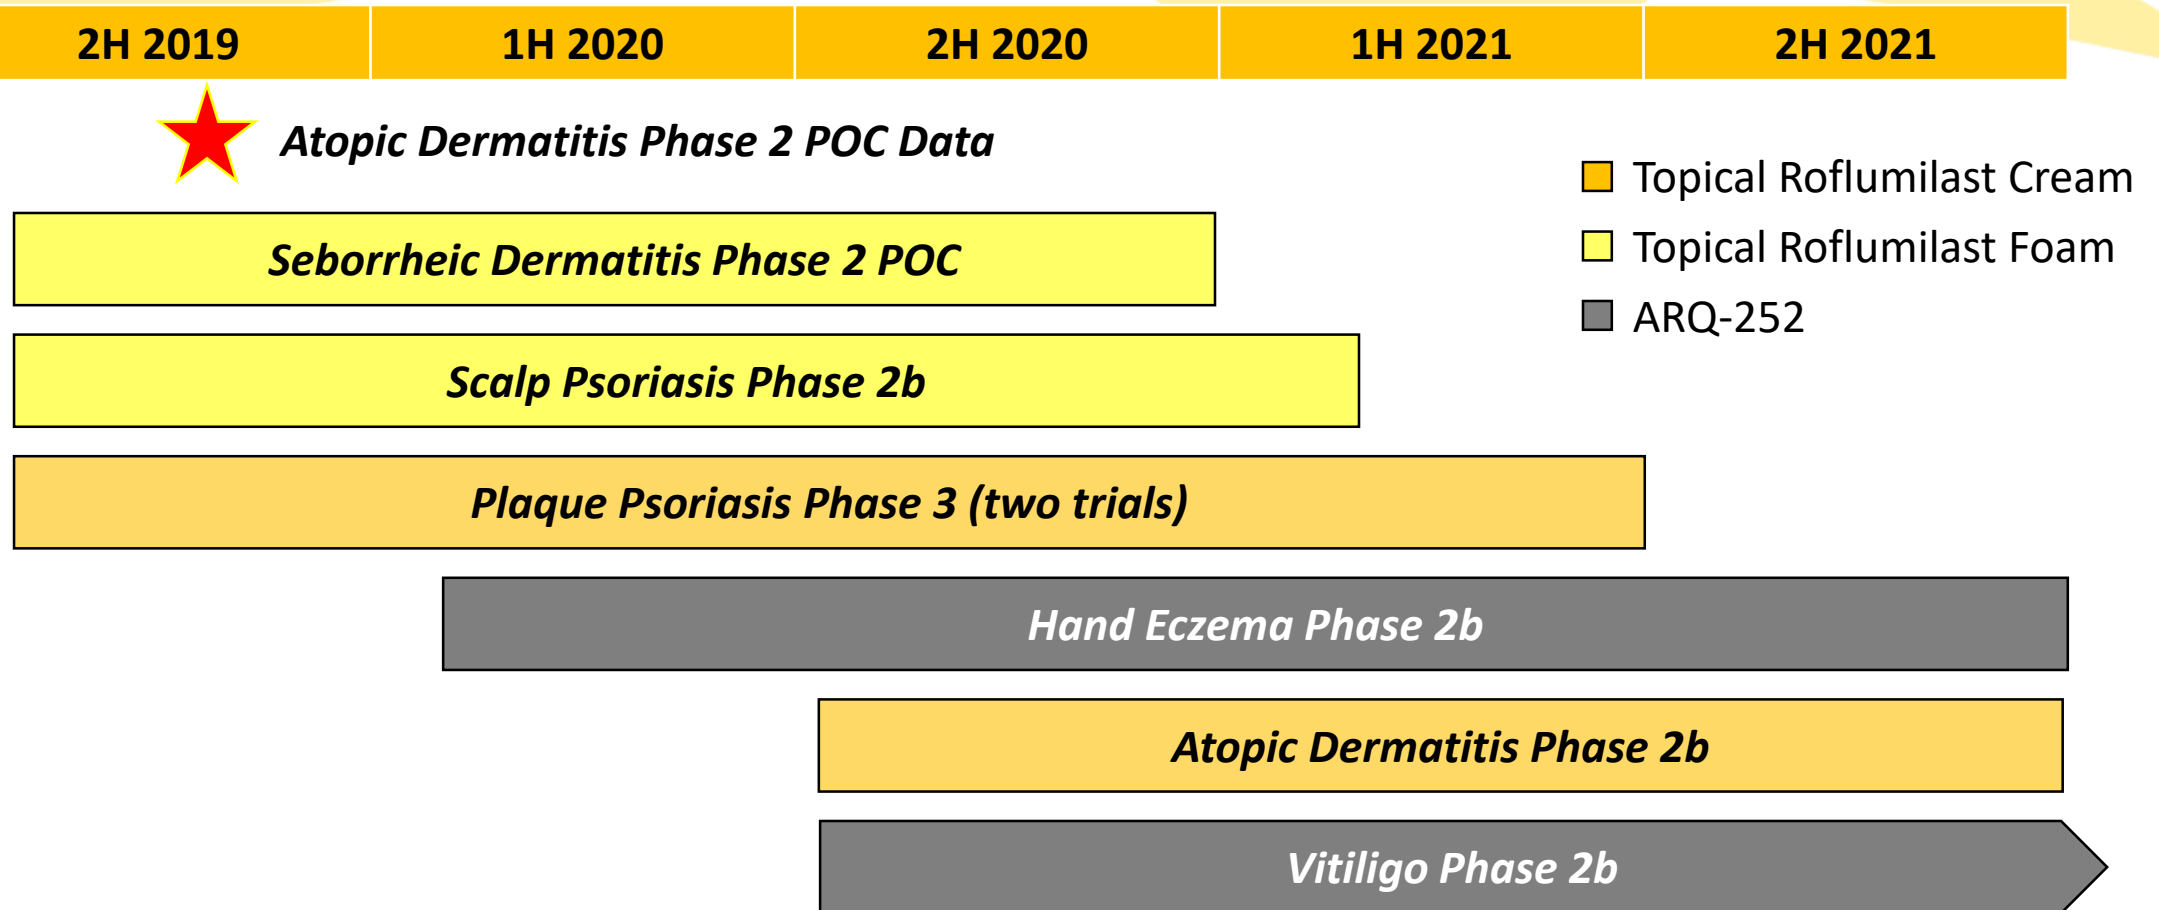 2H 2019 1H 2020 2H 2020 1H 2021 2H 2021
Atopic Dermatitis Phase 2 POC Data
Topical Roflumilast Cream
Topical Roflumilast Foam
ARQ-252
Seborrheic Dermatitis Phase 2 POC
Scalp Psoriasis Phase 2b
Plaque Psoriasis Phase 3 (two trials)
Hand Eczema Phase 2b
Atopic Dermatitis Phase 2b
Vitiligo Phase 2b